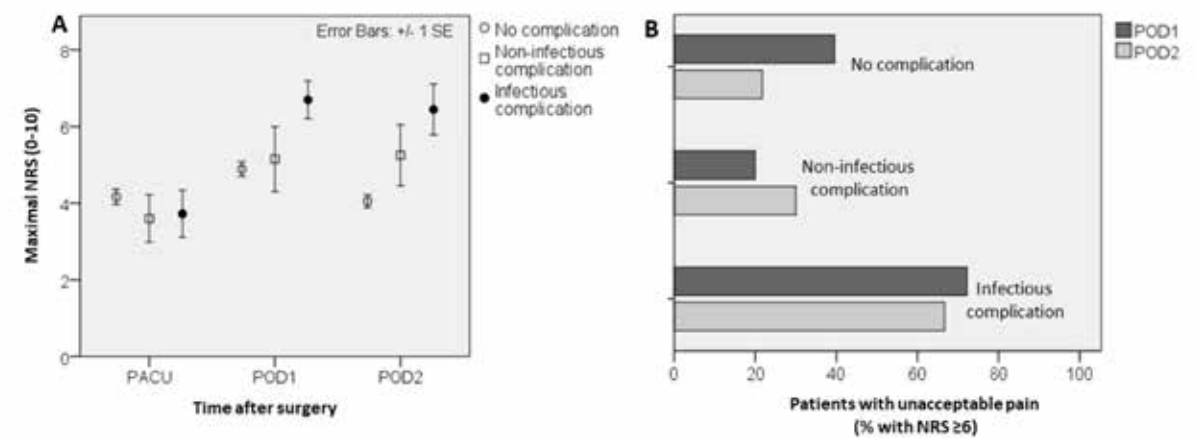 A
Error Bars: +/- 1 SE
No complication
Non-infectious
complication
Infectious
complication
Maximal NRS (0-10)
8
6
4
2
0
PACU
POD1
POD2
Time after surgery
B
POD1
POD2
No complication
Non-infectious
complication
Infectious
complication
0
20
40
60
80
100
Patients with unacceptable pain
(% with NRS ≥6)